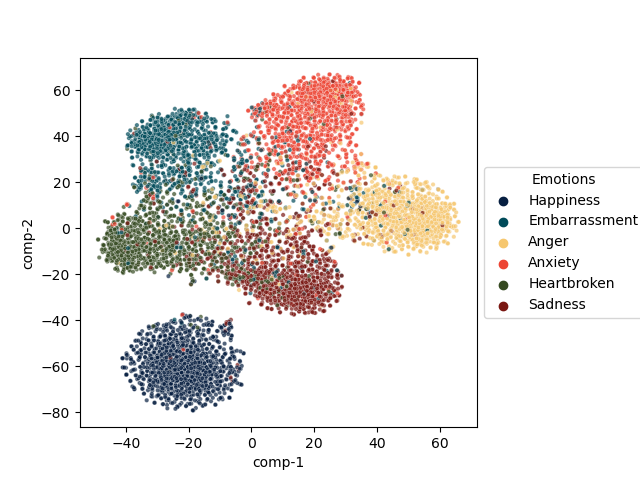 60
40
20
0
−20
−40
−60
−80
comp-2
−40
−20
0
20
40
60
comp-1
Emotions
Happiness
Embarrassment
Anger
Anxiety
Heartbroken
Sadness